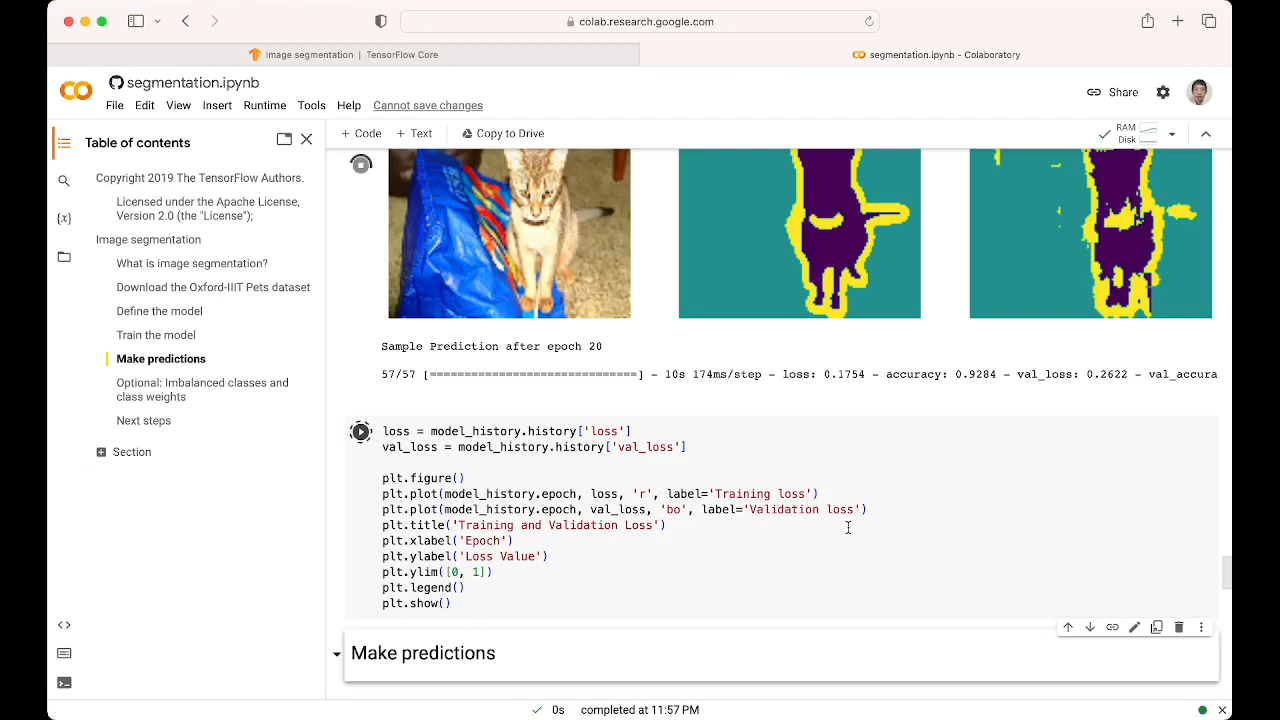 colab.research.google.com
Image segmentation | TensorFlow Core
segmentation.ipynb - Colaboratory
segmentation.ipynb
File Edit View Insert Runtime Tools Help Cannot save changes
Share
+ Code + Text Copy to Drive
RAM
Disk
Table of contents
Copyright 2019 The TensorFlow Authors.
Licensed under the Apache License,
Version 2.0 (the "License");
Image segmentation
What is image segmentation?
Download the Oxford-IIIT Pets dataset
Define the model
Train the model
Make predictions
Optional: Imbalanced classes and
class weights
Next steps
Section
{x}
Sample Prediction after epoch 20
57/57 [==============================] - 10s 174ms/step - loss: 0.1754 - accuracy: 0.9284 - val_loss: 0.2622 - val_accura
loss = model_history.history['loss']
val_loss = model_history.history['val_loss']
plt.figure()
plt.plot(model_history.epoch, loss, 'r', label='Training loss')
plt.plot(model_history.epoch, val_loss, 'bo', label='Validation loss')
plt.title('Training and Validation Loss')
plt.xlabel('Epoch')
plt.ylabel('Loss Value')
plt.ylim([0, 1])
plt.legend()
plt.show()
Make predictions
0s completed at 11:57 PM